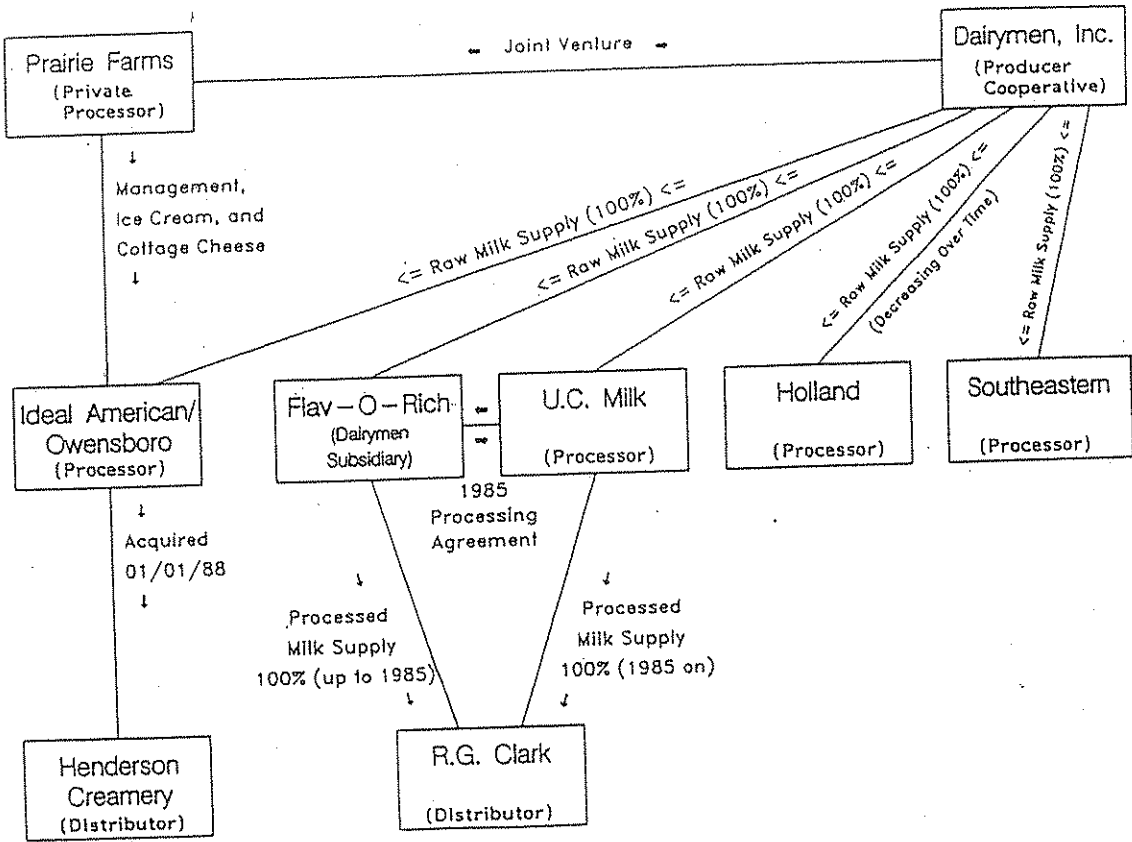 Prairie Farms
(Private
Processor)
← Joint Venture →
Dairymen, Inc.
(Producer
Cooperative)
↓
Management,
Ice Cream, and
Cottage Cheese
↓
<= Raw Milk Supply (100%) <=
<= Raw Milk Supply (100%) <=
<= Raw Milk Supply (100%) <=
<= Raw Milk Supply (100%) <=
(Decreasing Over Time)
<= Raw Milk Supply (100%) <=
Ideal American/
Owensboro
(Processor)
Flav-O-Rich
(Dairymen
Subsidiary)
←
→
U.C. Milk
(Processor)
Holland
(Processor)
Southeastern
(Processor)
1985
Processing
Agreement
↓
Acquired
01/01/88
↓
↓
Processed
Milk Supply
100% (up to 1985)
↓
↓
Processed
Milk Supply
100% (1985 on)
↓
Henderson
Creamery
(Distributor)
R.G. Clark
(Distributor)